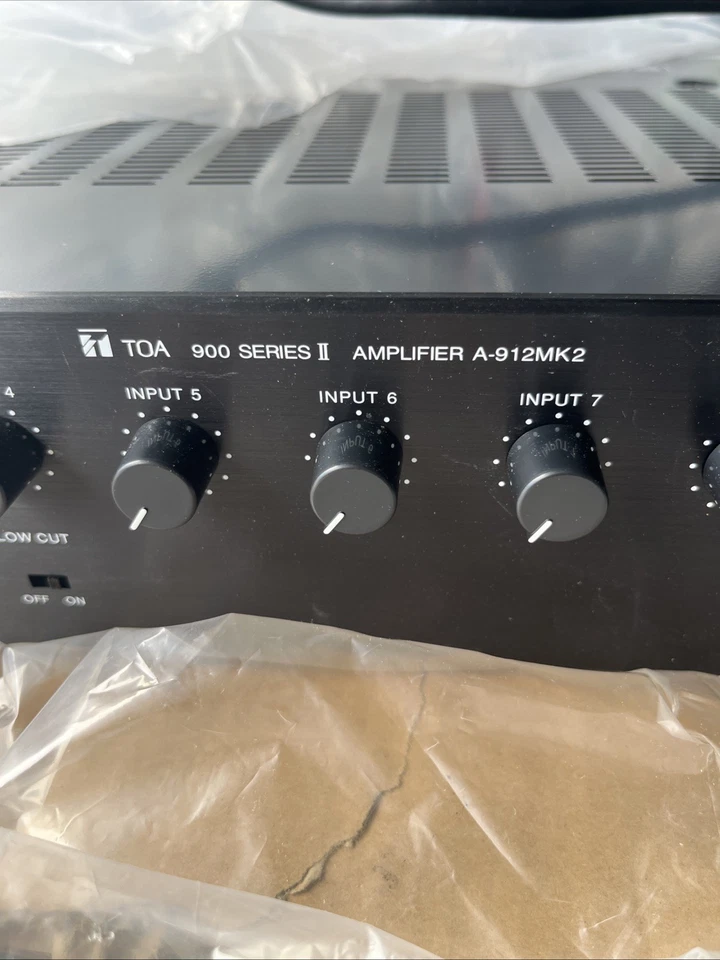 TOA 900 SERIES II AMPLIFIER A-912MK2
4 INPUT 5 INPUT 6 INPUT 7
LOW CUT
OFF ON